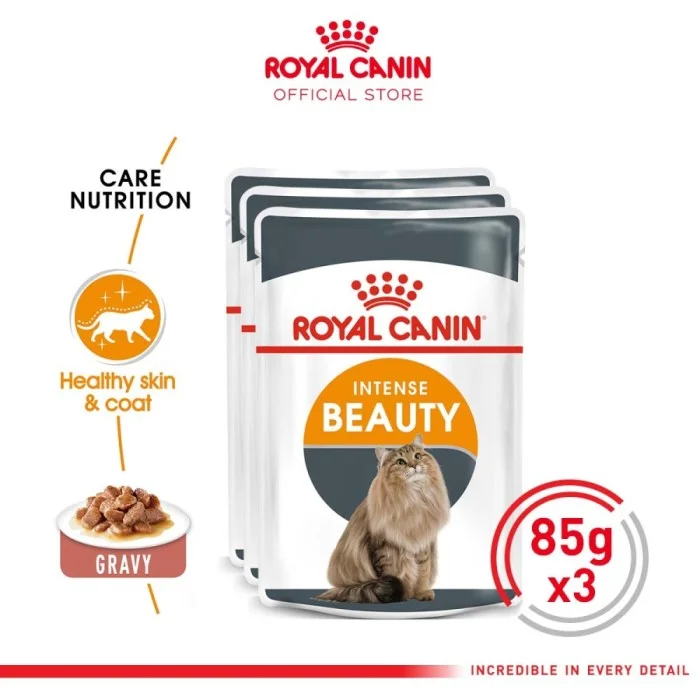 ROYAL CANIN
OFFICIAL STORE
CARE
NUTRITION
Healthy skin
& coat
GRAVY
ROYAL CANIN®
INTENSE
BEAUTY
85g
x3
INCREDIBLE IN EVERY DETAIL